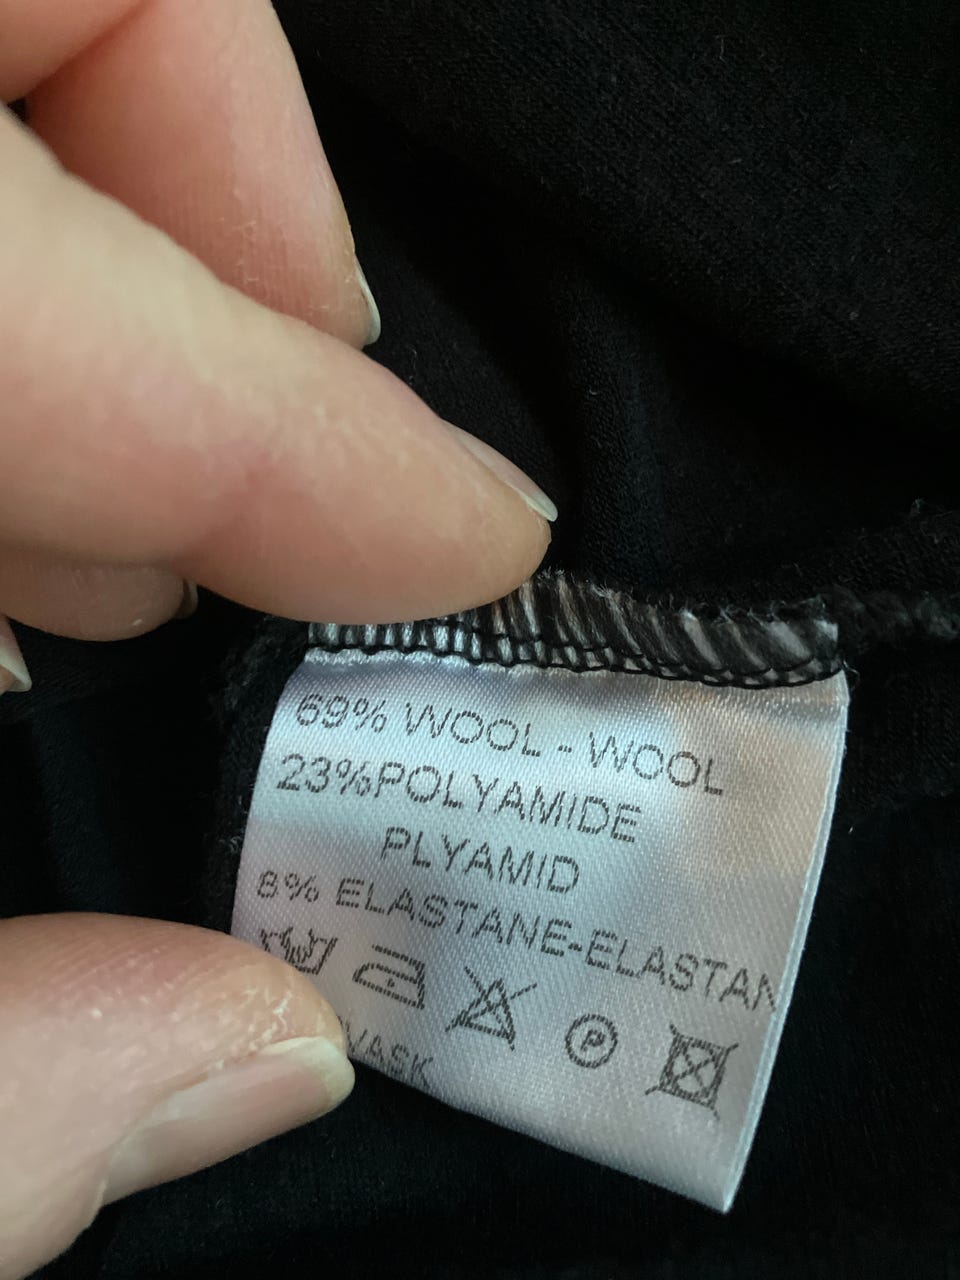 69% WOOL - WOOL
23%POLYAMIDE
PLYAMID
8% ELASTANE-ELASTAN
P